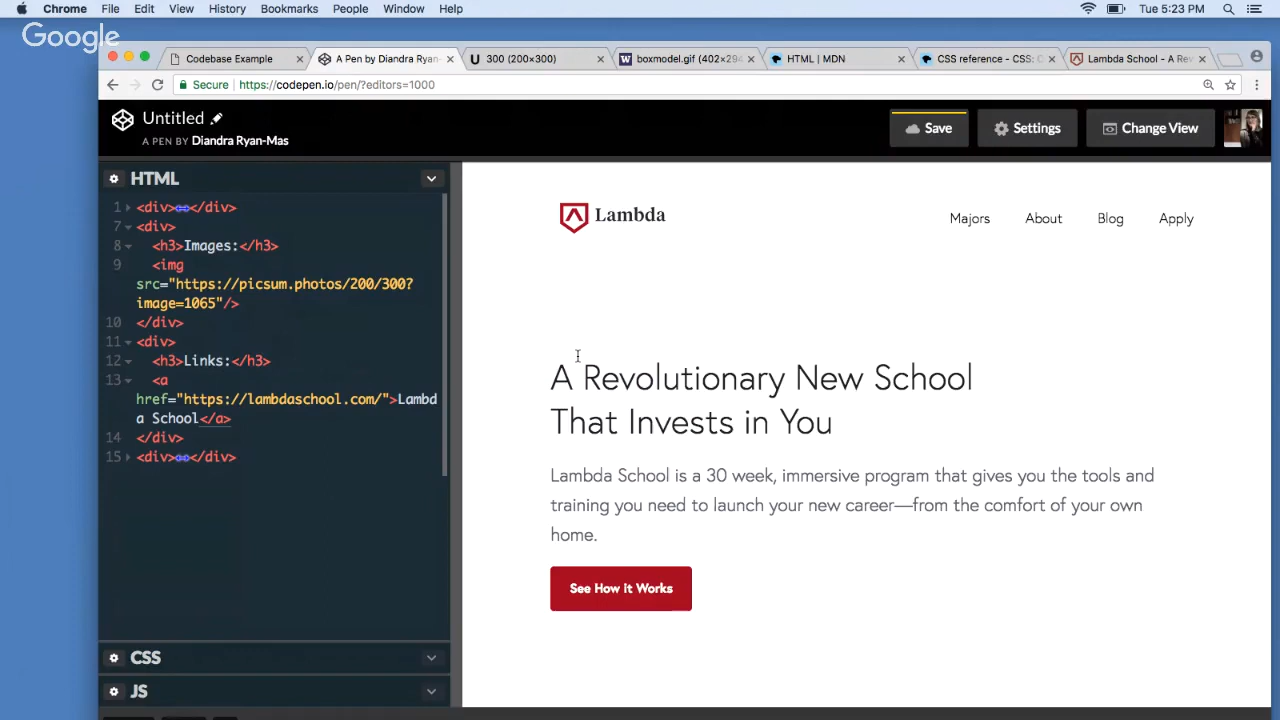 Chrome File Edit View History Bookmarks People Window Help Tue 5:23 PM
Google
Codebase Example A Pen by Diandra Ryan- U 300 (200×300) W boxmodel.gif (402×294 HTML | MDN CSS reference - CSS: C Lambda School - A Rev
Secure https://codepen.io/pen/?editors=1000
Untitled
A PEN BY Diandra Ryan-Mas
Save Settings Change View
HTML
1 <div></div>
7 <div>
8 <h3>Images:</h3>
9 <img
src="https://picsum.photos/200/300?
image=1065"/>
10 </div>
11 <div>
12 <h3>Links:</h3>
13 <a
href="https://lambdaschool.com/">Lambd
a School</a>
14 </div>
15 <div></div>
CSS
JS
Lambda
Majors About Blog Apply
A Revolutionary New School
That Invests in You
Lambda School is a 30 week, immersive program that gives you the tools and
training you need to launch your new career—from the comfort of your own
home.
See How it Works